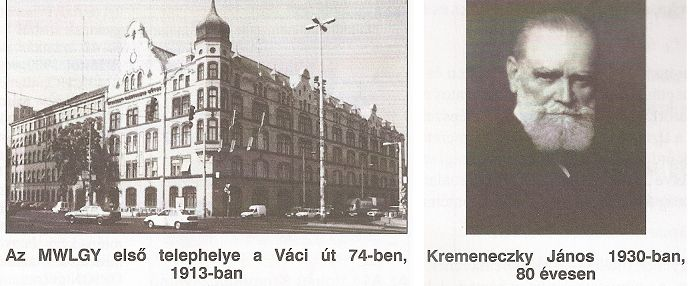 Az MWLGY első telephelye a Váci út 74-ben,
1913-ban
Kremeneczky János 1930-ban,
80 évesen